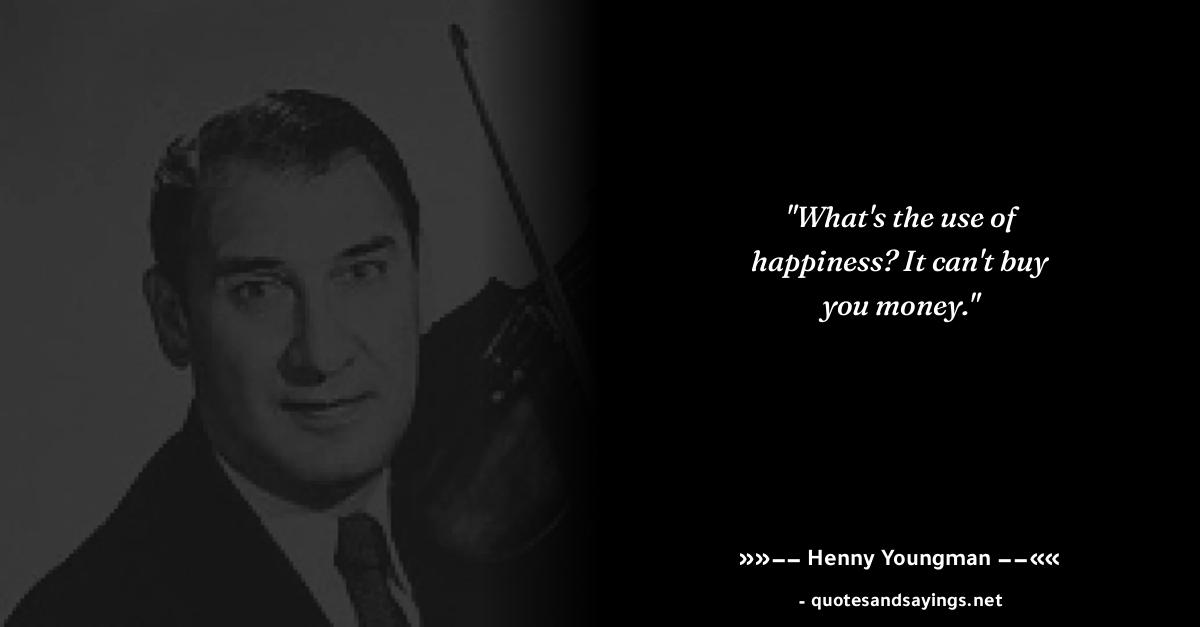 "What's the use of
happiness? It can't buy
you money."
»»–– Henny Youngman ––««
- quotesandsayings.net